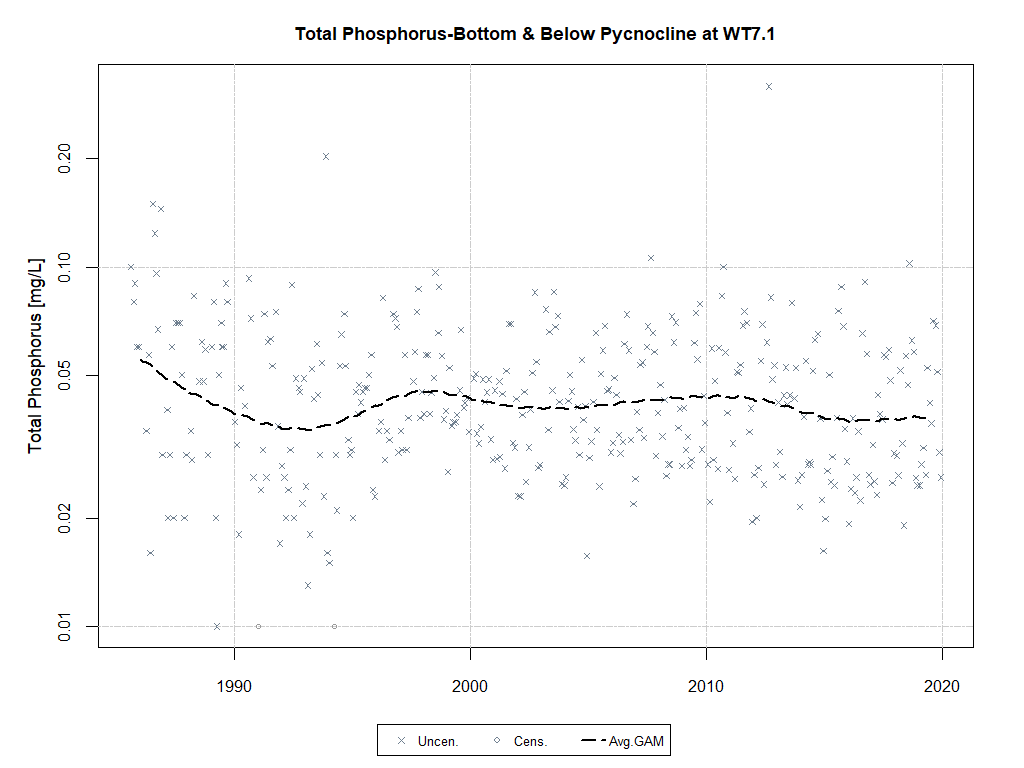 Total Phosphorus-Bottom & Below Pycnocline at WT7.1
Total Phosphorus [mg/L]
0.20
0.10
0.05
0.02
0.01
1990 2000 2010 2020
Uncen. Cens. Avg.GAM